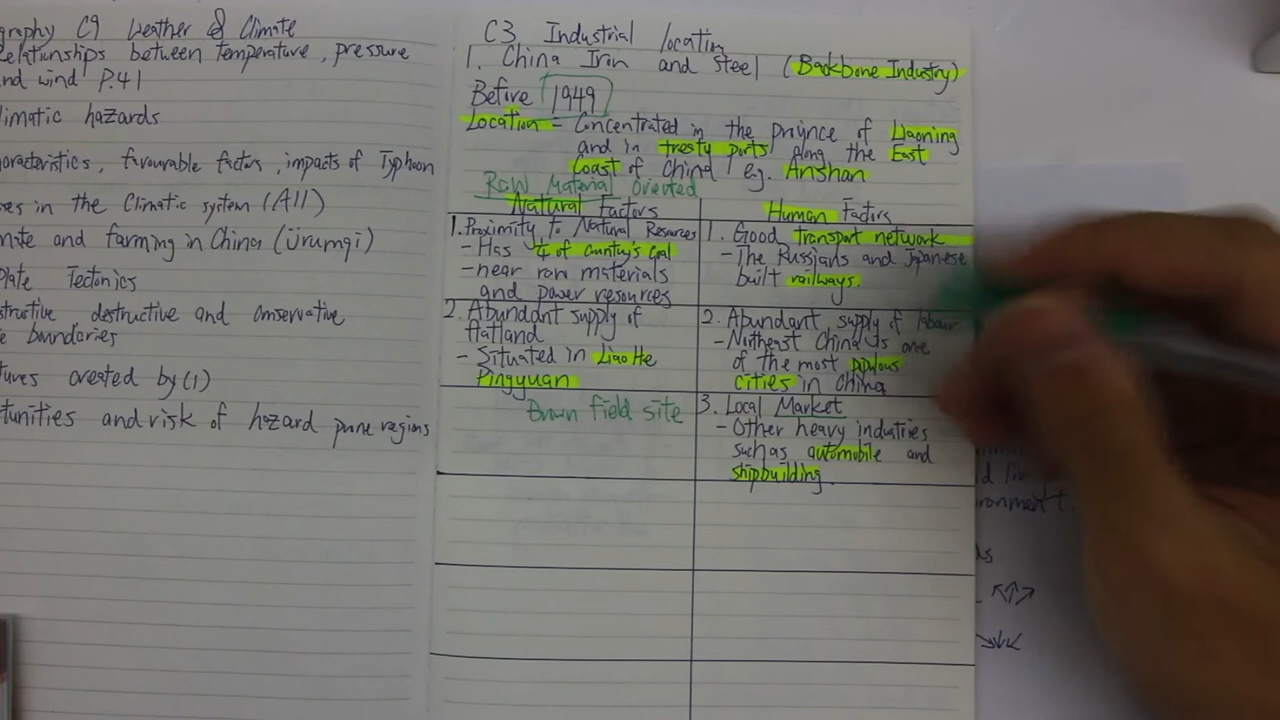 graphy C9 Weather & Climate
elationships between temperature, pressure
nd wind P.41
limatic hazards
aracteristics, favourable factors, impacts of Typhoon
ses in the Climatic system (A11)
mate and farming in China (Ürümqi)
Plate Tectonics
structive destructive and conservative
e boundaries
tures created by (1)
tunities and risk of hazard prone regions
C3 Industrial location
1. China Iron and Steel (Backbone Industry)
Before 1949
Location - Concentrated in the province of Liaoning
and in treaty ports along the East
Coast of China e.g. Anshan
Raw Material Oriented
Natural Factors
1. Proximity to Natural Resources
- Has 1/4 of country's coal
- near raw materials
and power resources
2. Abundant supply of
flatland
- Situated in Liao He
Pingyuan
Brown field site
Human Factors
1. Good transport network
- The Russians and Japanese
built railways.
2. Abundant supply of labour
- Northeast China is one
of the most populous
cities in China
3. Local Market
- Other heavy industries
such as automobile and
shipbuilding.